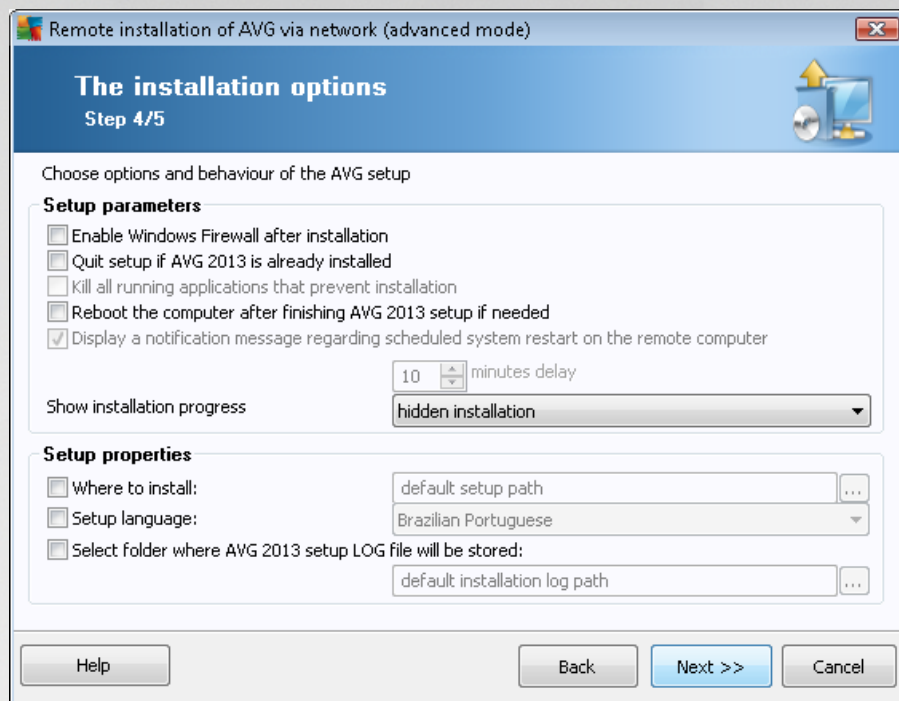 Remote installation of AVG via network (advanced mode)
The installation options
Step 4/5
Choose options and behaviour of the AVG setup
Setup parameters
Enable Windows Firewall after installation
Quit setup if AVG 2013 is already installed
Kill all running applications that prevent installation
Reboot the computer after finishing AVG 2013 setup if needed
Display a notification message regarding scheduled system restart on the remote computer
10 minutes delay
Show installation progress hidden installation
Setup properties
Where to install: default setup path ...
Setup language: Brazilian Portuguese
Select folder where AVG 2013 setup LOG file will be stored:
default installation log path ...
Help Back Next >> Cancel